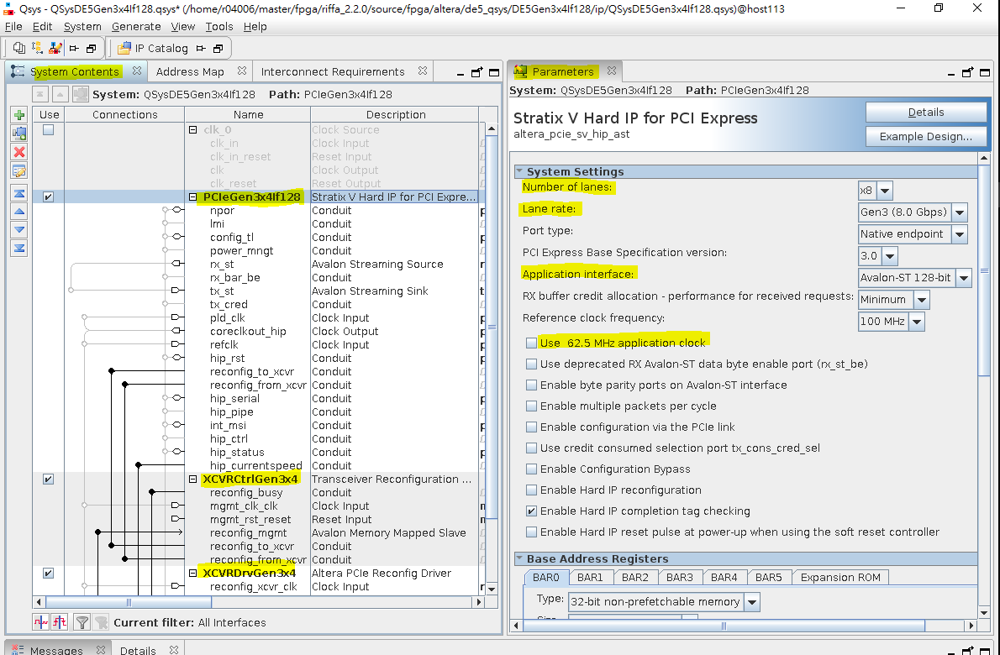 Qsys - QSysDE5Gen3x4If128.qsys* (/home/r04006/master/fpga/riffa_2.2.0/source/fpga/altera/de5_qsys/DE5Gen3x4If128/ip/QSysDE5Gen3x4If128.qsys)@host113
File Edit System Generate View Tools Help
IP Catalog
System Contents Address Map Interconnect Requirements
System: QSysDE5Gen3x4If128 Path: PCIeGen3x4If128
Use Connections Name Description
clk_0 Clock Source
clk_in Clock Input
clk_in_reset Reset Input
clk Clock Output
clk_reset Reset Output
PCIeGen3x4If128 Stratix V Hard IP for PCI Expre...
npor Conduit
lmi Conduit
config_tl Conduit
power_mngt Conduit
rx_st Avalon Streaming Source
rx_bar_be Conduit
tx_st Avalon Streaming Sink
tx_cred Conduit
pld_clk Clock Input
coreclkout_hip Clock Output
refclk Clock Input
hip_rst Conduit
reconfig_to_xcvr Conduit
reconfig_from_xcvr Conduit
hip_serial Conduit
hip_pipe Conduit
int_msi Conduit
hip_ctrl Conduit
hip_status Conduit
hip_currentspeed Conduit
XCVRCtrlGen3x4 Transceiver Reconfiguration ...
reconfig_busy Conduit
mgmt_clk_clk Clock Input
mgmt_rst_reset Reset Input
reconfig_mgmt Avalon Memory Mapped Slave
reconfig_to_xcvr Conduit
reconfig_from_xcvr Conduit
XCVRDrvGen3x4 Altera PCIe Reconfig Driver
reconfig_xcvr_clk Clock Input
Current filter: All Interfaces
Messages Details
Parameters
System: QSysDE5Gen3x4If128 Path: PCIeGen3x4If128
Stratix V Hard IP for PCI Express
altera_pcie_sv_hip_ast
Details
Example Design...
System Settings
Number of lanes: x8
Lane rate: Gen3 (8.0 Gbps)
Port type: Native endpoint
PCI Express Base Specification version: 3.0
Application interface: Avalon-ST 128-bit
RX buffer credit allocation - performance for received requests: Minimum
Reference clock frequency: 100 MHz
Use 62.5 MHz application clock
Use deprecated RX Avalon-ST data byte enable port (rx_st_be)
Enable byte parity ports on Avalon-ST interface
Enable multiple packets per cycle
Enable configuration via the PCIe link
Use credit consumed selection port tx_cons_cred_sel
Enable Configuration Bypass
Enable Hard IP reconfiguration
Enable Hard IP completion tag checking
Enable Hard IP reset pulse at power-up when using the soft reset controller
Base Address Registers
BAR0 BAR1 BAR2 BAR3 BAR4 BAR5 Expansion ROM
Type: 32-bit non-prefetchable memory